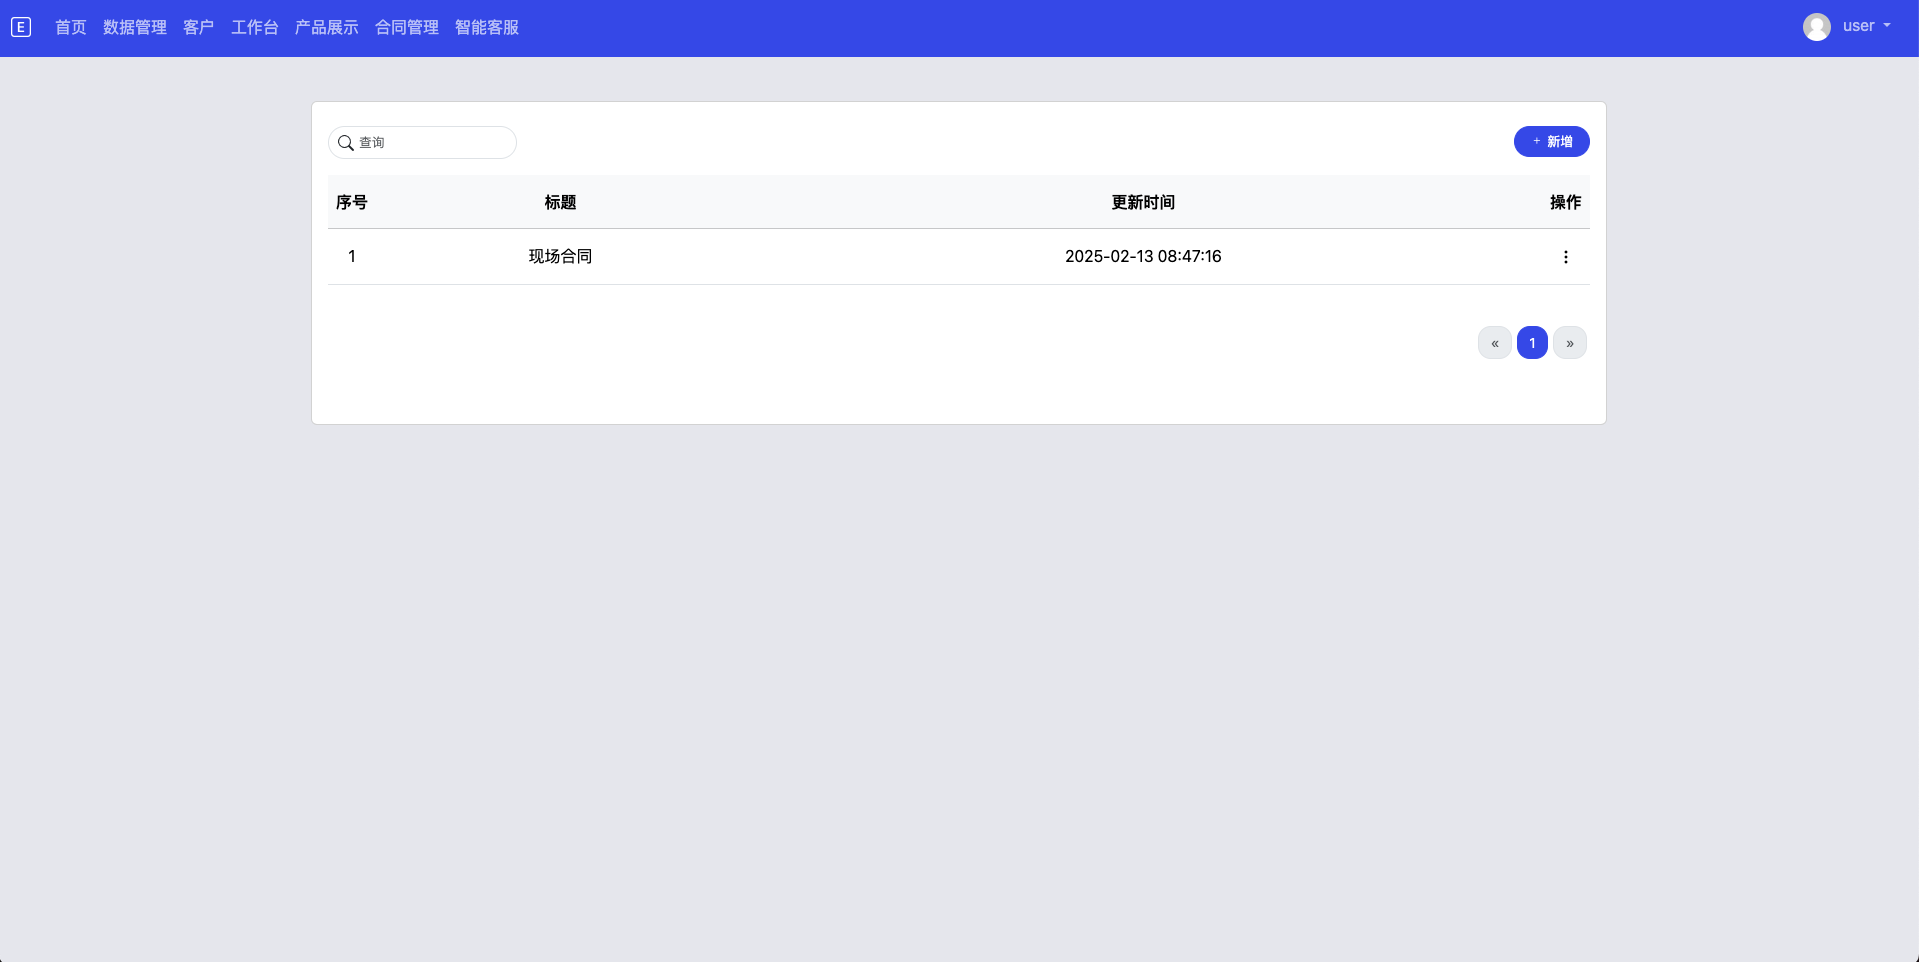 E 首页 数据管理 客户 工作台 产品展示 合同管理 智能客服 user
查询 + 新增
序号 标题 更新时间 操作
1 现场合同 2025-02-13 08:47:16
« 1 »